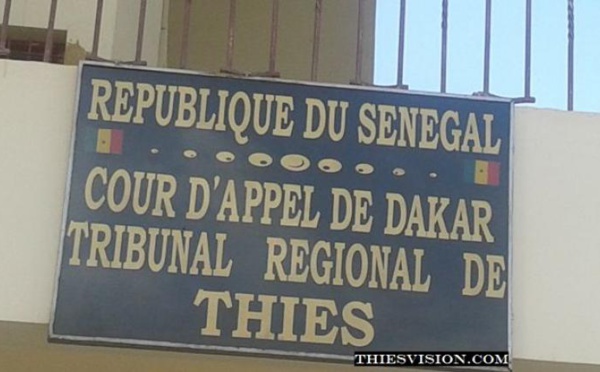 REPUBLIQUE DU SENEGAL
COUR D'APPEL DE DAKAR
TRIBUNAL REGIONAL DE
THIES
THIESVISION.COM